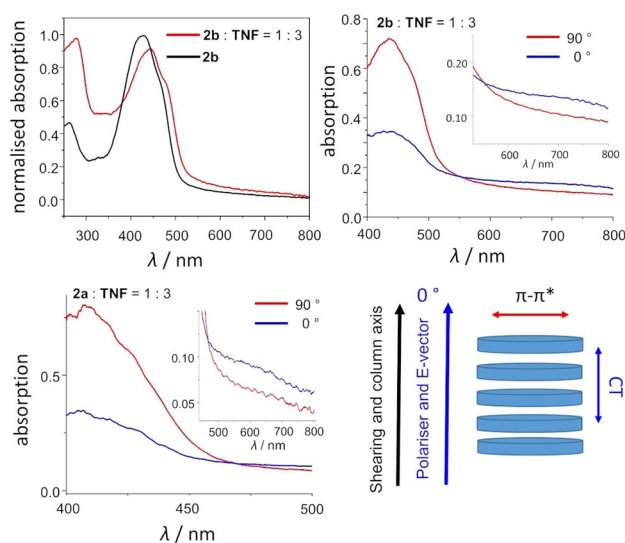 2b : TNF = 1 : 3
2b
normalised absorption
1.0
0.8
0.6
0.4
0.2
0.0
300 400 500 600 700 800
λ / nm
2b : TNF = 1 : 3
90 °
0 °
absorption
0.8
0.6
0.4
0.2
0.0
400 500 600 700 800
λ / nm
0.20
0.10
600 700 800
λ / nm
2a : TNF = 1 : 3
90 °
0 °
absorption
0.5
0.0
400 450 500
λ / nm
0.10
0.05
500 600 700 800
λ / nm
Shearing and column axis
0 °
Polariser and E-vector
π-π*
CT